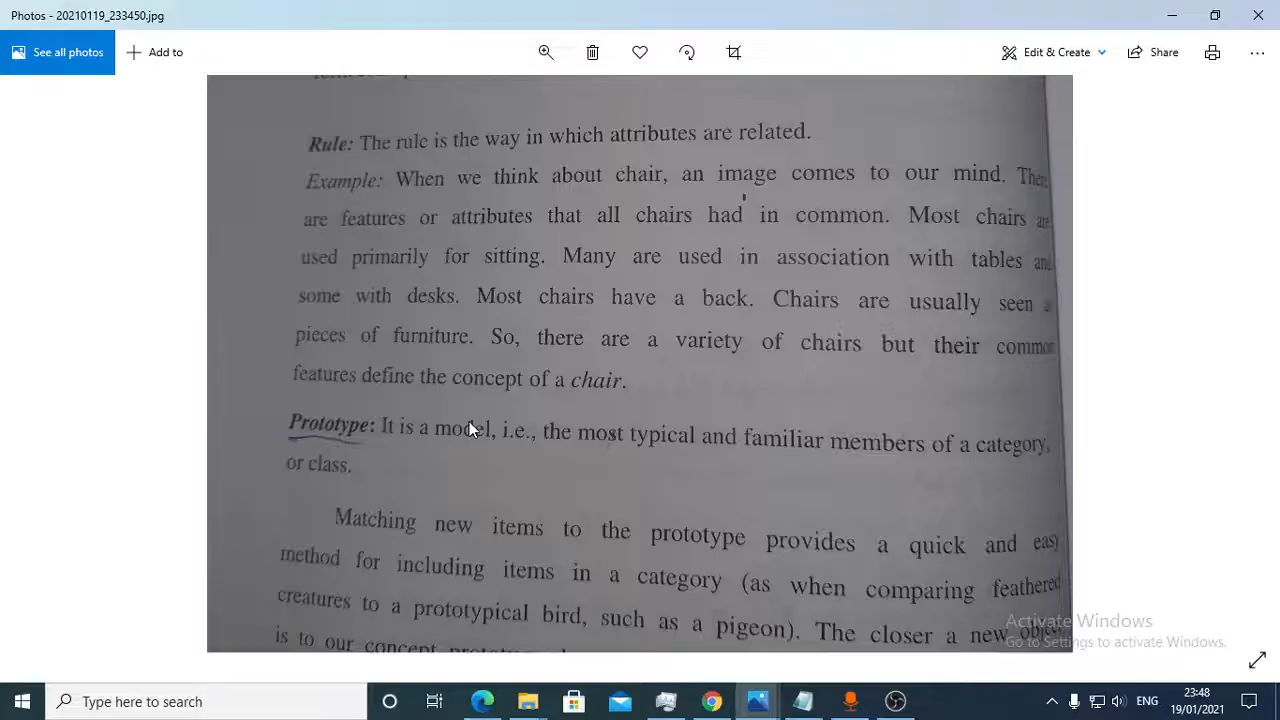 Photos - 20210119_233450.jpg
See all photos
Add to
Edit & Create
Share
Rule: The rule is the way in which attributes are related.
Example: When we think about chair, an image comes to our mind.
are features or attributes that all chairs had in common. Most chairs
used primarily for sitting. Many are used in association with tables
some with desks. Most chairs have a back. Chairs are usually seen
pieces of furniture. So, there are a variety of chairs but their common
features define the concept of a chair.
Prototype: It is a model, i.e., the most typical and familiar members of a category,
or class.
Matching new items to the prototype provides a quick and easy
method for including items in a category (as when comparing feathered
creatures to a prototypical bird, such as a pigeon). The closer a new object
is to our concept
Activate Windows
Go to Settings to activate Windows.
Type here to search
ENG
23:48
19/01/2021